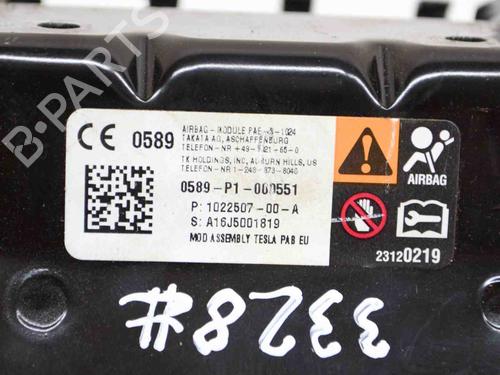 B-PARTS
CE 0589
AIRBAG - MODULE PAE-X3-1024
TAKATA AG, ASCHAFFENBURG
TELEFON-NR +49-6021-65-0
TK HOLDINGS, INC, AUBURN HILLS, US
TELEFON-NR 1-248-373-8040
0589-P1-000551
P: 1022507-00-A
S: A16J5001819
MOD ASSEMBLY TESLA PAB EU
AIRBAG
23120219
3328#